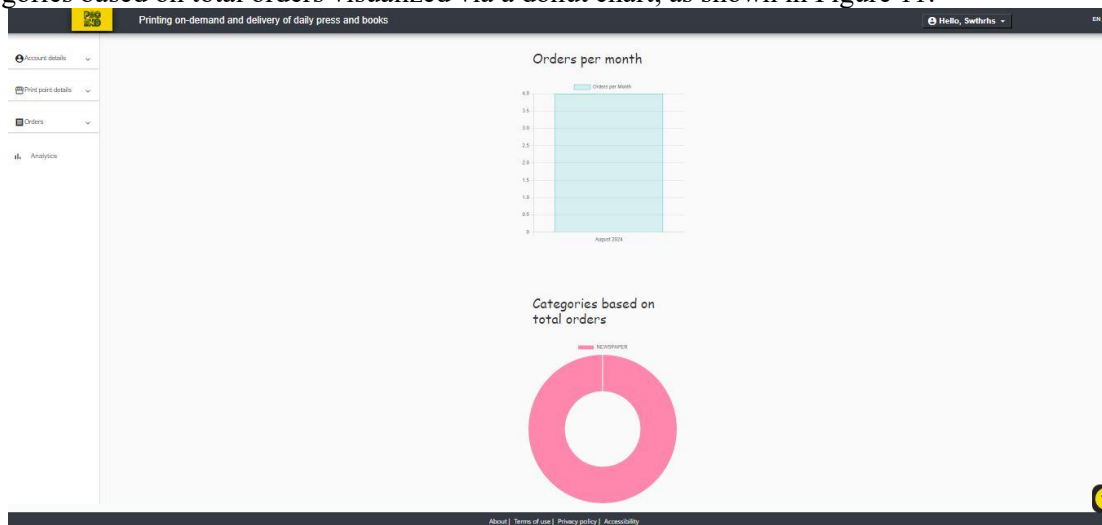 gories based on total orders visualized via a donut chart, as shown in Figure 11.
Printing on-demand and delivery of daily press and books
Hello, Swthrhs
EN
Account details
Print point details
Orders
Analytics
Orders per month
Orders per Month
4.0
3.5
3.0
2.5
2.0
1.5
1.0
0.5
0
August 2024
Categories based on
total orders
NEWSPAPER
About | Terms of use | Privacy policy | Accessibility